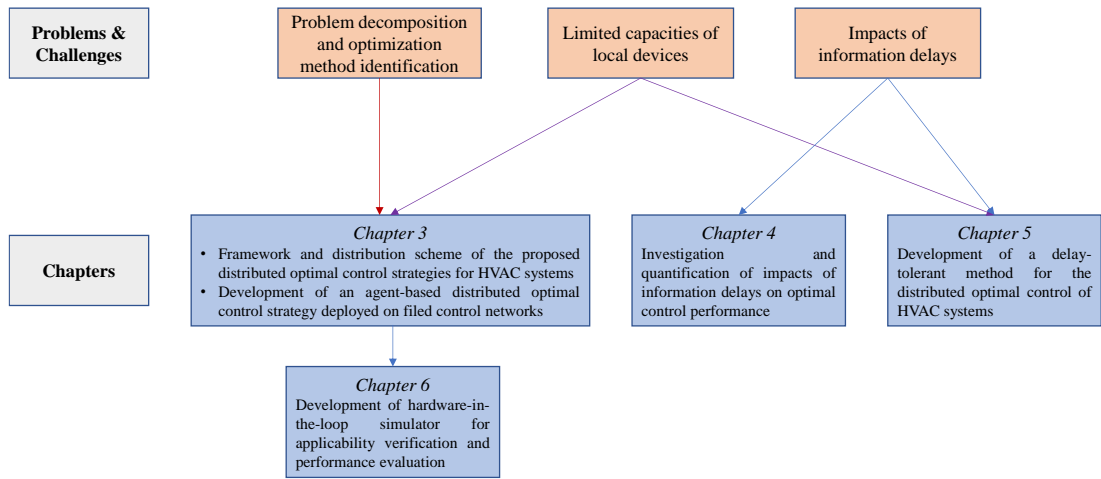 Problems &
Challenges
Problem decomposition
and optimization
method identification
Limited capacities of
local devices
Impacts of
information delays
Chapters
Chapter 3
• Framework and distribution scheme of the proposed
distributed optimal control strategies for HVAC systems
• Development of an agent-based distributed optimal
control strategy deployed on filed control networks
Chapter 4
Investigation and
quantification of impacts of
information delays on optimal
control performance
Chapter 5
Development of a delay-
tolerant method for the
distributed optimal control of
HVAC systems
Chapter 6
Development of hardware-in-
the-loop simulator for
applicability verification and
performance evaluation